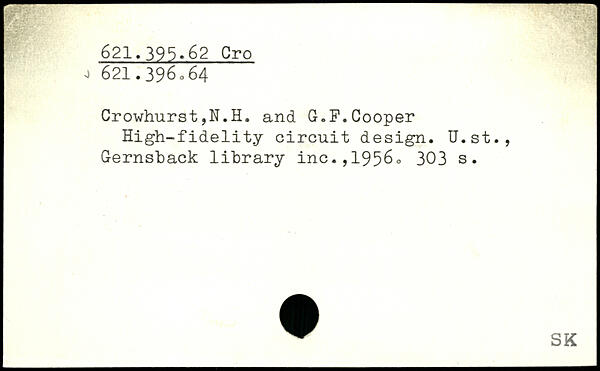 621.395.62 Cro
621.396.64
Crowhurst,N.H. and G.F.Cooper
High-fidelity circuit design. U.st.,
Gernsback library inc.,1956. 303 s.
SK